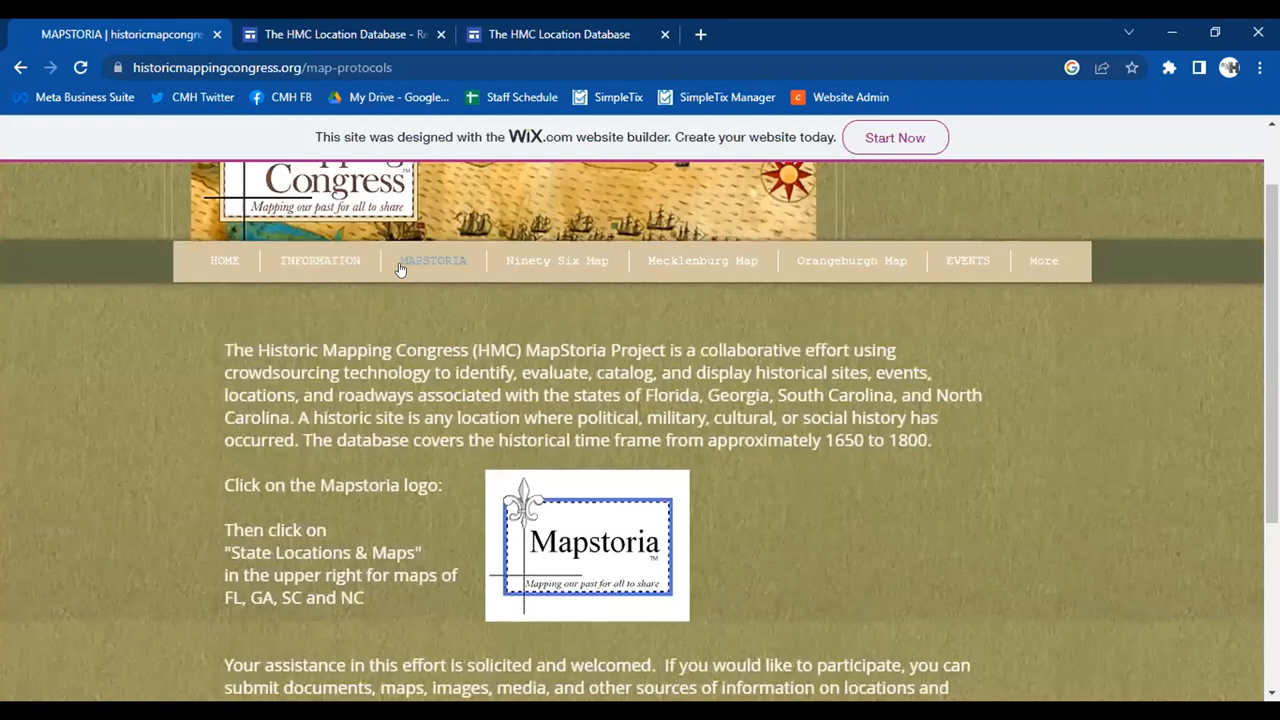 MAPSTORIA | historicmapcongre
The HMC Location Database - Re
The HMC Location Database
historicmappingcongress.org/map-protocols
Meta Business Suite
CMH Twitter
CMH FB
My Drive - Google...
Staff Schedule
SimpleTix
SimpleTix Manager
Website Admin
This site was designed with the WiX.com website builder. Create your website today.
Start Now
Congress™
Mapping our past for all to share
HOME
INFORMATION
MAPSTORIA
Ninety Six Map
Mecklenburg Map
Orangeburgh Map
EVENTS
More
The Historic Mapping Congress (HMC) MapStoria Project is a collaborative effort using
crowdsourcing technology to identify, evaluate, catalog, and display historical sites, events,
locations, and roadways associated with the states of Florida, Georgia, South Carolina, and North
Carolina. A historic site is any location where political, military, cultural, or social history has
occurred. The database covers the historical time frame from approximately 1650 to 1800.
Click on the Mapstoria logo:
Then click on
"State Locations & Maps"
in the upper right for maps of
FL, GA, SC and NC
Mapstoria
TM
Mapping our past for all to share
Your assistance in this effort is solicited and welcomed. If you would like to participate, you can
submit documents, maps, images, media, and other sources of information on locations and